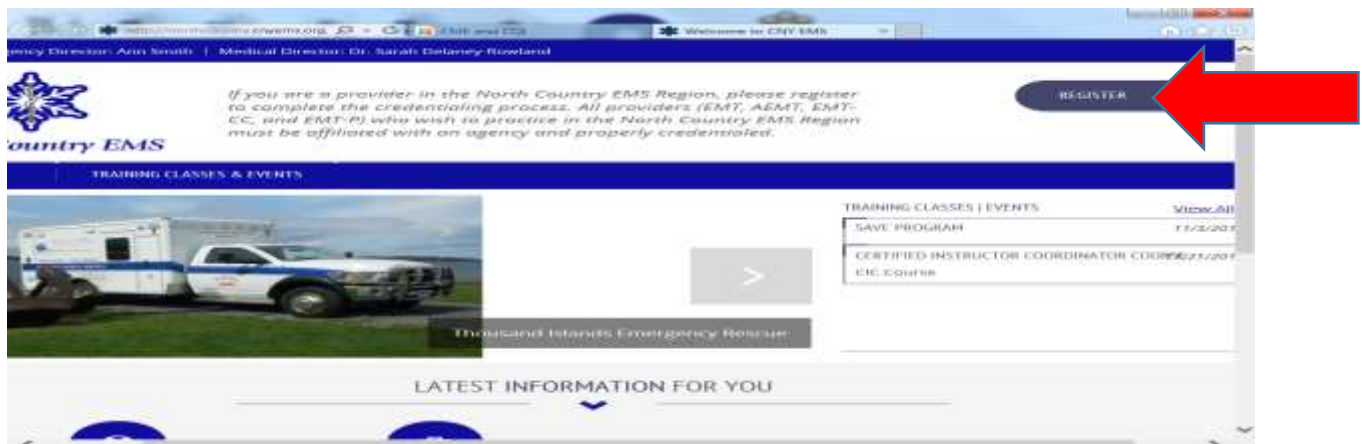 Welcome to CNY EMS
Director: Ann Smith | Medical Director: Dr. Sarah Delaney-Rowland
If you are a provider in the North Country EMS Region, please register
to complete the credentialing process. All providers (EMT, AEMT, EMT-
CC, and EMT-P) who wish to practice in the North Country EMS Region
must be affiliated with an agency and properly credentialed.
REGISTER
Country EMS
TRAINING CLASSES & EVENTS
TRAINING CLASSES | EVENTS View All
SAVE PROGRAM
CERTIFIED INSTRUCTOR COORDINATOR
CIC Course
>
Thousand Islands Emergency Rescue
LATEST INFORMATION FOR YOU